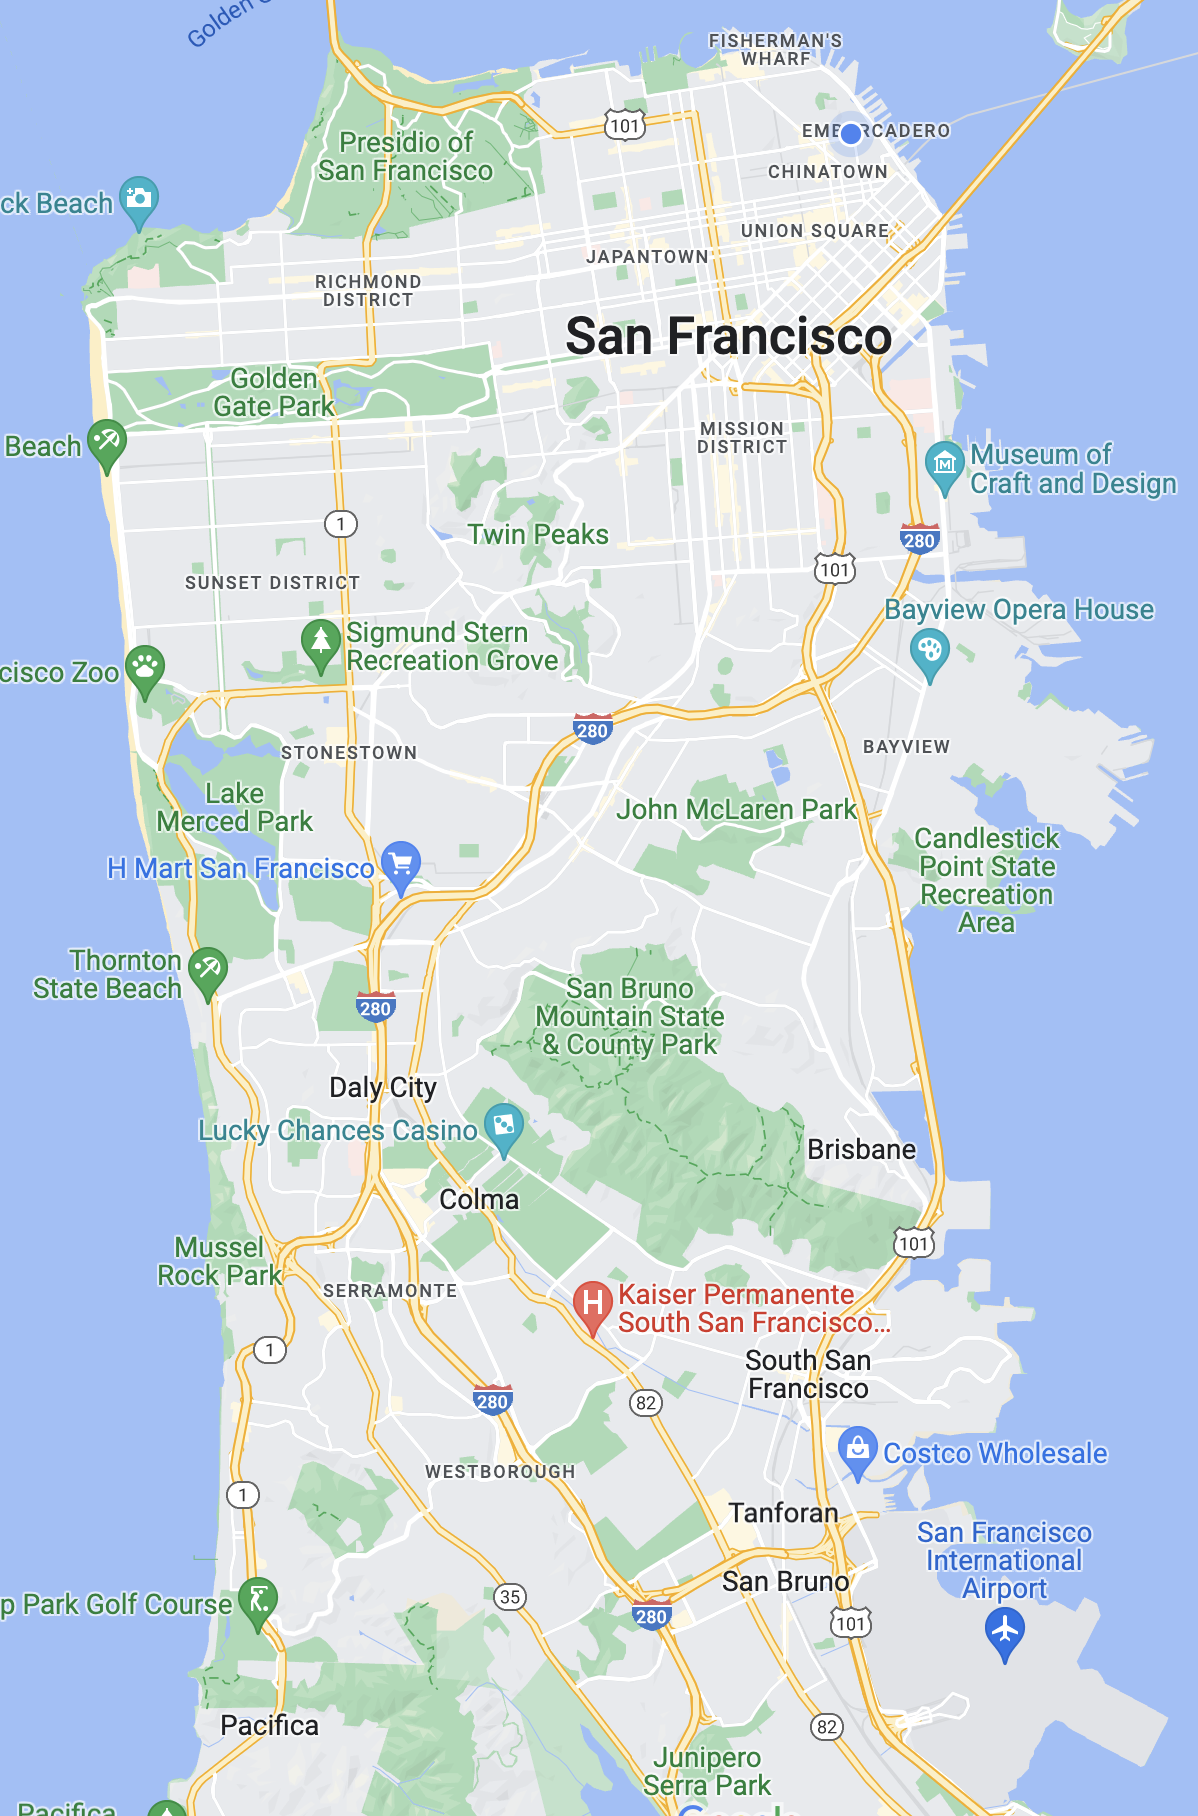 Golden
FISHERMAN'S
WHARF
101
EMBARCADERO
Presidio of
San Francisco
CHINATOWN
ck Beach
UNION SQUARE
JAPANTOWN
RICHMOND
DISTRICT
San Francisco
Golden
Gate Park
MISSION
DISTRICT
Beach
Museum of
Craft and Design
1
Twin Peaks
280
101
SUNSET DISTRICT
Bayview Opera House
Sigmund Stern
Recreation Grove
cisco Zoo
280
STONESTOWN
BAYVIEW
Lake
Merced Park
John McLaren Park
H Mart San Francisco
Candlestick
Point State
Recreation
Area
Thornton
State Beach
San Bruno
Mountain State
& County Park
280
Daly City
Lucky Chances Casino
Brisbane
Colma
101
Mussel
Rock Park
SERRAMONTE
Kaiser Permanente
South San Francisco...
1
South San
Francisco
280
82
Costco Wholesale
WESTBOROUGH
1
Tanforan
San Francisco
International
Airport
San Bruno
p Park Golf Course
35
280
101
Pacifica
82
Junipero
Serra Park
Pacifica
Google